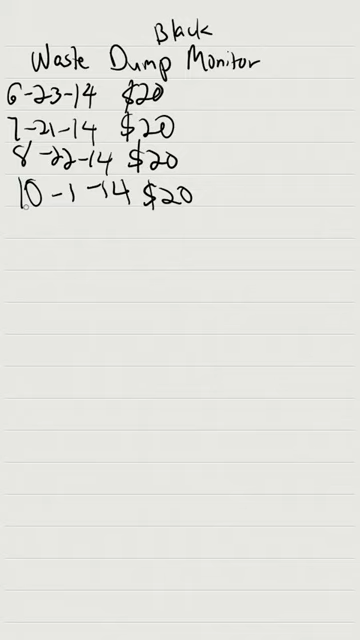 Black
Waste Dump Monitor
6-23-14 $20
7-21-14 $20
8-22-14 $20
10-1-14 $20